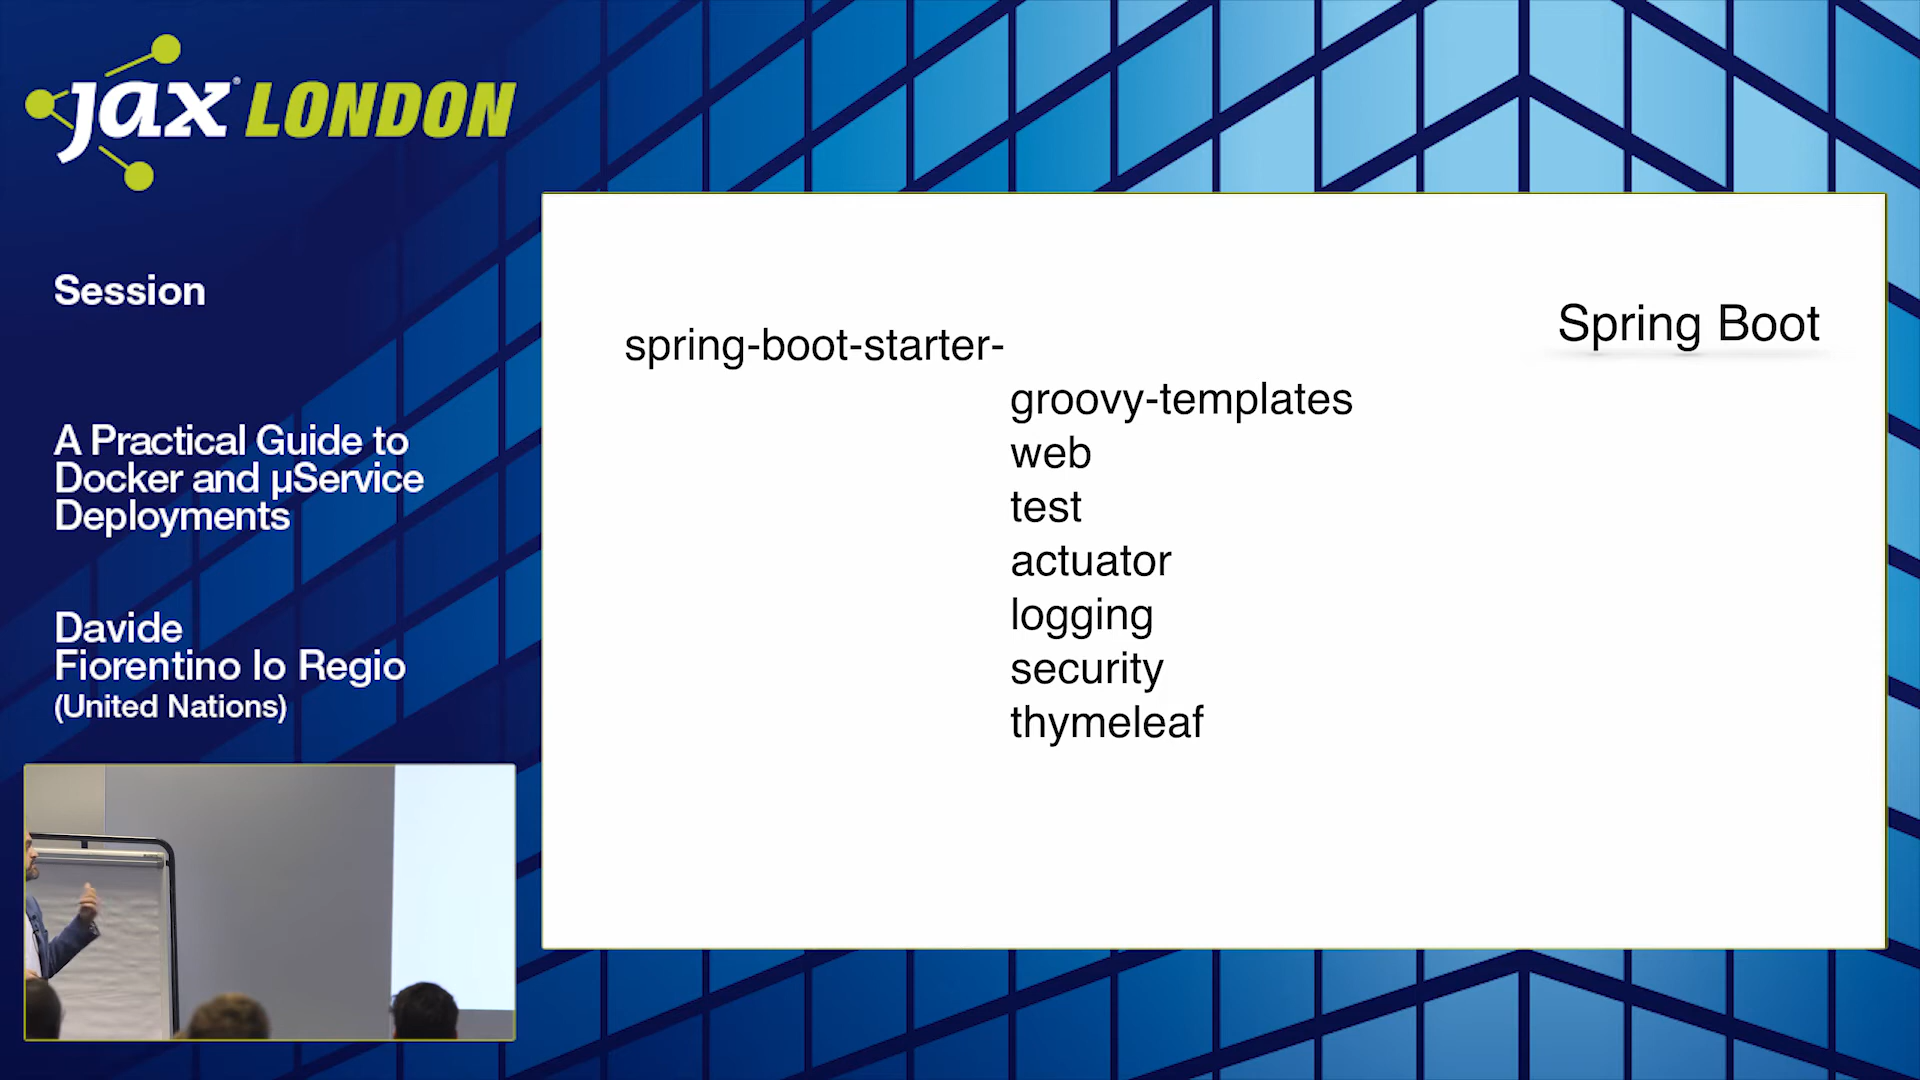 jax LONDON
Session
A Practical Guide to
Docker and µService
Deployments
Davide
Fiorentino lo Regio
(United Nations)
Spring Boot
spring-boot-starter-
groovy-templates
web
test
actuator
logging
security
thymeleaf